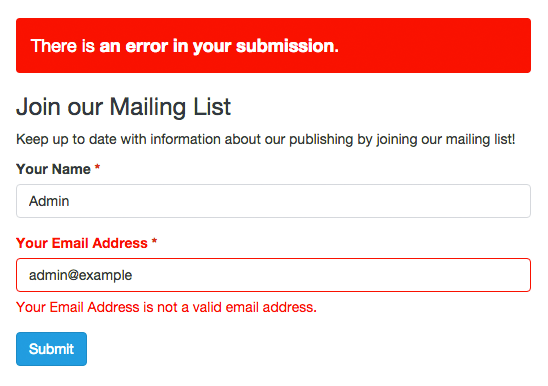 There is an error in your submission.
Join our Mailing List
Keep up to date with information about our publishing by joining our mailing list!
Your Name *
Admin
Your Email Address *
admin@example
Your Email Address is not a valid email address.
Submit